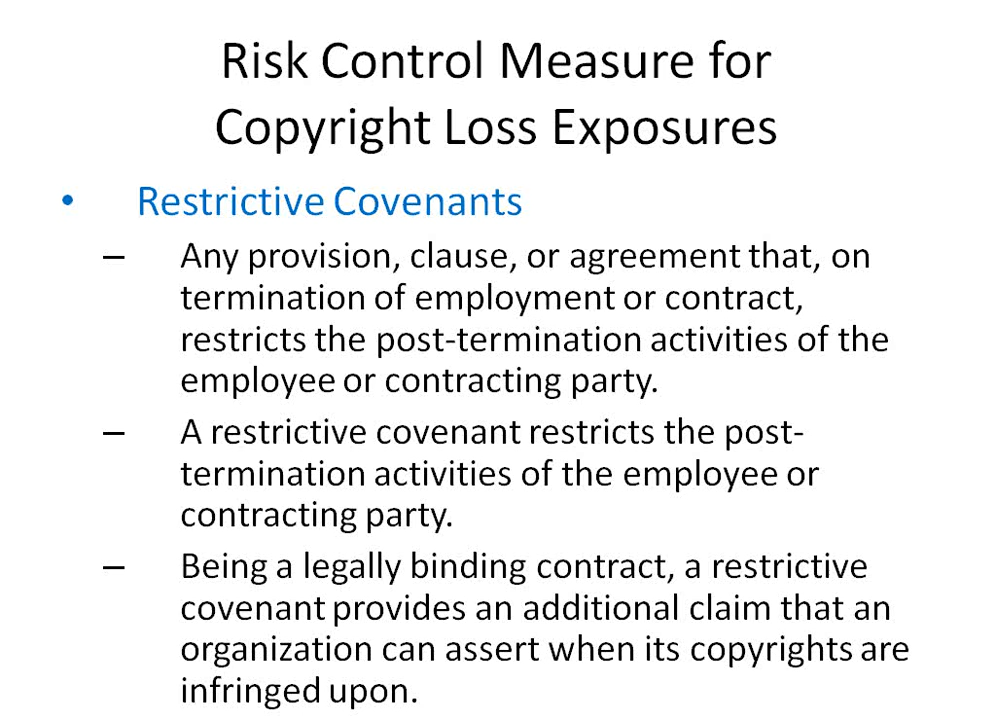 Risk Control Measure for
Copyright Loss Exposures
• Restrictive Covenants
– Any provision, clause, or agreement that, on
termination of employment or contract,
restricts the post-termination activities of the
employee or contracting party.
– A restrictive covenant restricts the post-
termination activities of the employee or
contracting party.
– Being a legally binding contract, a restrictive
covenant provides an additional claim that an
organization can assert when its copyrights are
infringed upon.